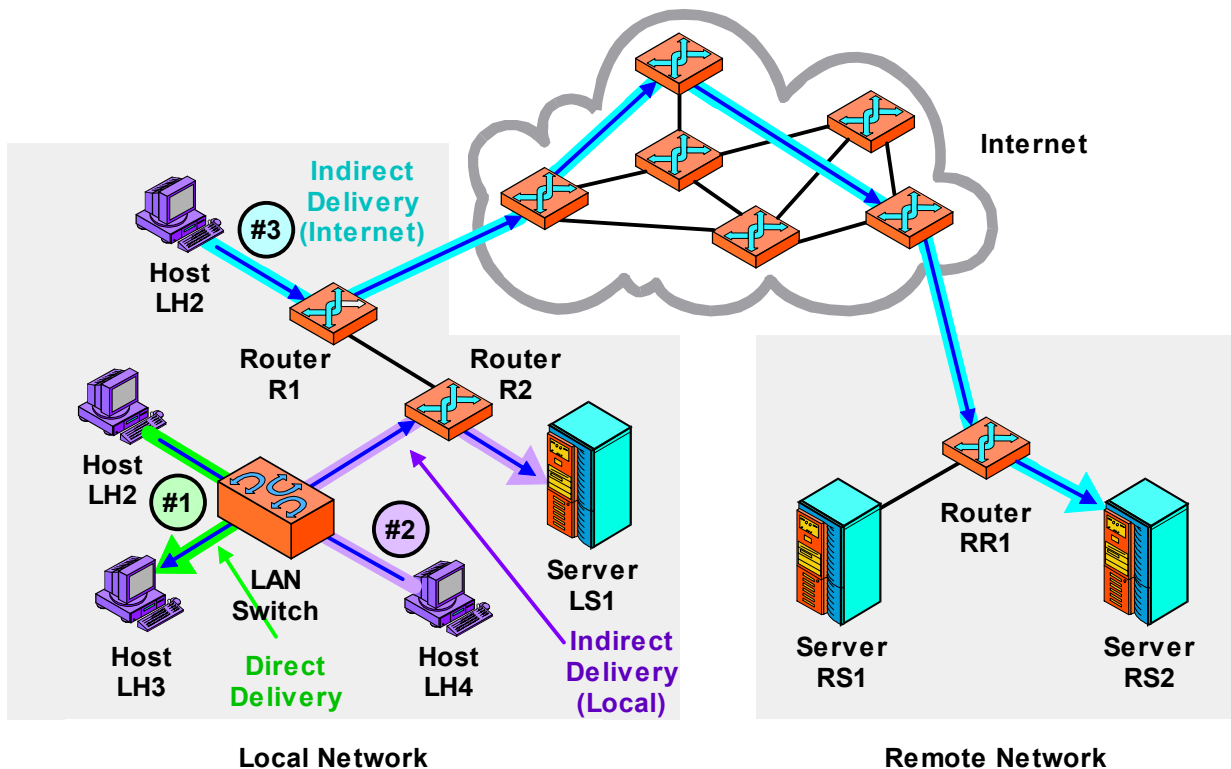 Internet
Indirect
Delivery
(Internet)
#3
Host
LH2
Router
R1
Router
R2
Host
LH2
#1
#2
LAN
Switch
Server
LS1
Router
RR1
Host
LH3
Direct
Delivery
Host
LH4
Indirect
Delivery
(Local)
Server
RS1
Server
RS2
Local Network
Remote Network